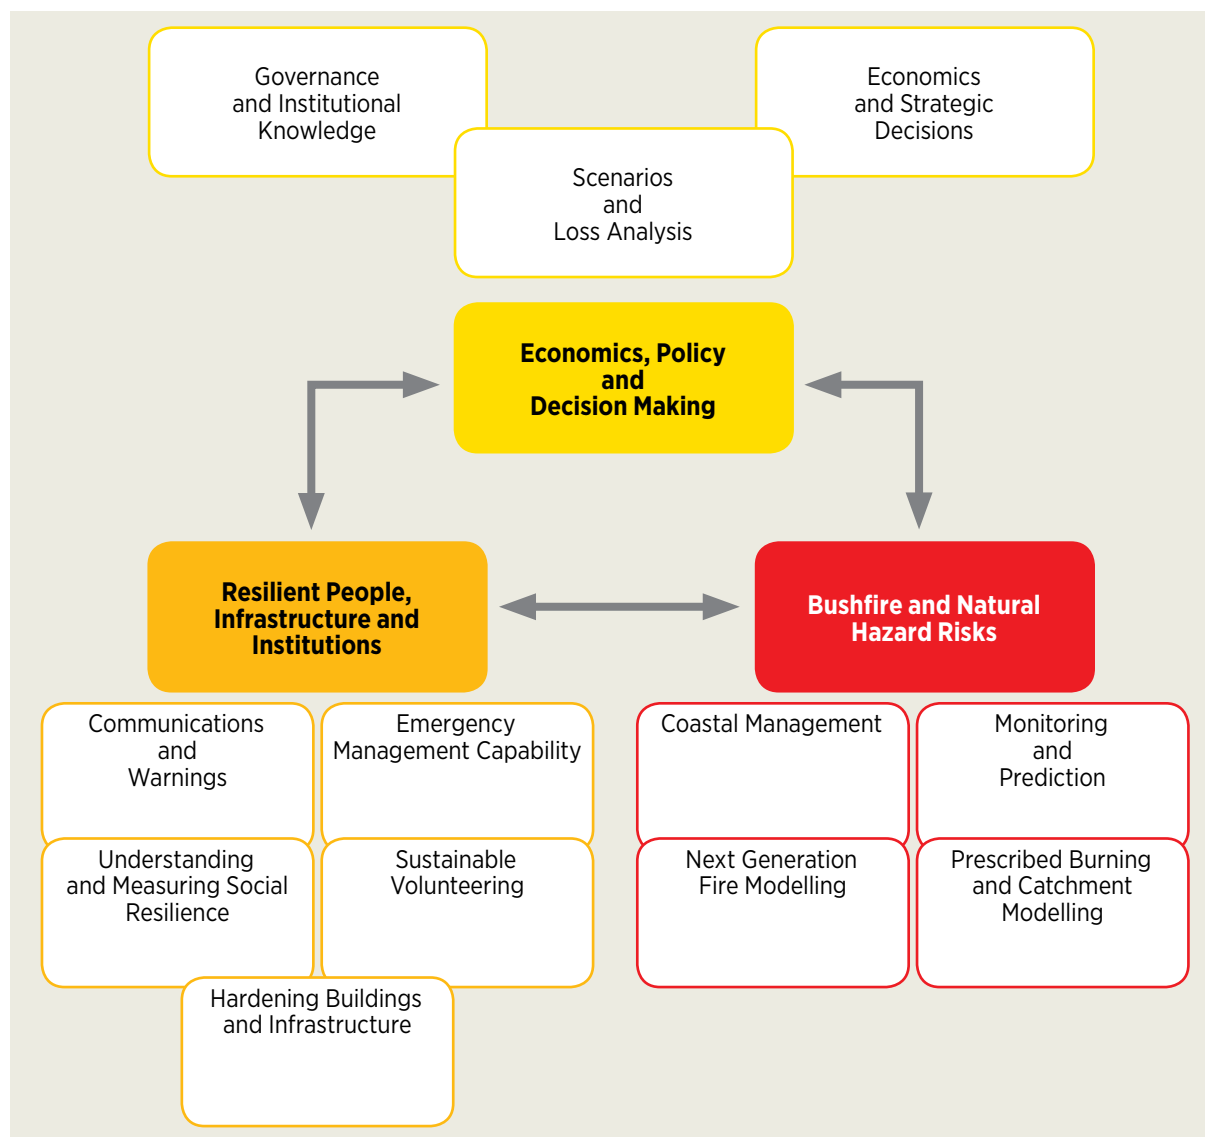 Governance
and Institutional
Knowledge
Economics
and Strategic
Decisions
Scenarios
and
Loss Analysis
Economics, Policy
and
Decision Making
Resilient People,
Infrastructure and
Institutions
Bushfire and Natural
Hazard Risks
Communications
and
Warnings
Emergency
Management Capability
Coastal Management
Monitoring
and
Prediction
Understanding
and Measuring Social
Resilience
Sustainable
Volunteering
Next Generation
Fire Modelling
Prescribed Burning
and Catchment
Modelling
Hardening Buildings
and Infrastructure